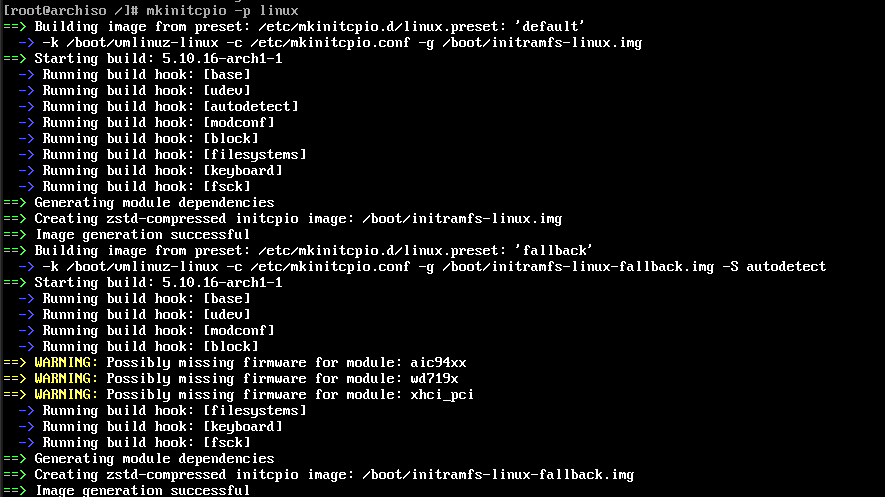 [root@archiso /]# mkinitcpio -p linux
==> Building image from preset: /etc/mkinitcpio.d/linux.preset: 'default'
  -> -k /boot/vmlinuz-linux -c /etc/mkinitcpio.conf -g /boot/initramfs-linux.img
==> Starting build: 5.10.16-arch1-1
  -> Running build hook: [base]
  -> Running build hook: [udev]
  -> Running build hook: [autodetect]
  -> Running build hook: [modconf]
  -> Running build hook: [block]
  -> Running build hook: [filesystems]
  -> Running build hook: [keyboard]
  -> Running build hook: [fsck]
==> Generating module dependencies
==> Creating zstd-compressed initcpio image: /boot/initramfs-linux.img
==> Image generation successful
==> Building image from preset: /etc/mkinitcpio.d/linux.preset: 'fallback'
  -> -k /boot/vmlinuz-linux -c /etc/mkinitcpio.conf -g /boot/initramfs-linux-fallback.img -S autodetect
==> Starting build: 5.10.16-arch1-1
  -> Running build hook: [base]
  -> Running build hook: [udev]
  -> Running build hook: [modconf]
  -> Running build hook: [block]
==> WARNING: Possibly missing firmware for module: aic94xx
==> WARNING: Possibly missing firmware for module: wd719x
==> WARNING: Possibly missing firmware for module: xhci_pci
  -> Running build hook: [filesystems]
  -> Running build hook: [keyboard]
  -> Running build hook: [fsck]
==> Generating module dependencies
==> Creating zstd-compressed initcpio image: /boot/initramfs-linux-fallback.img
==> Image generation successful